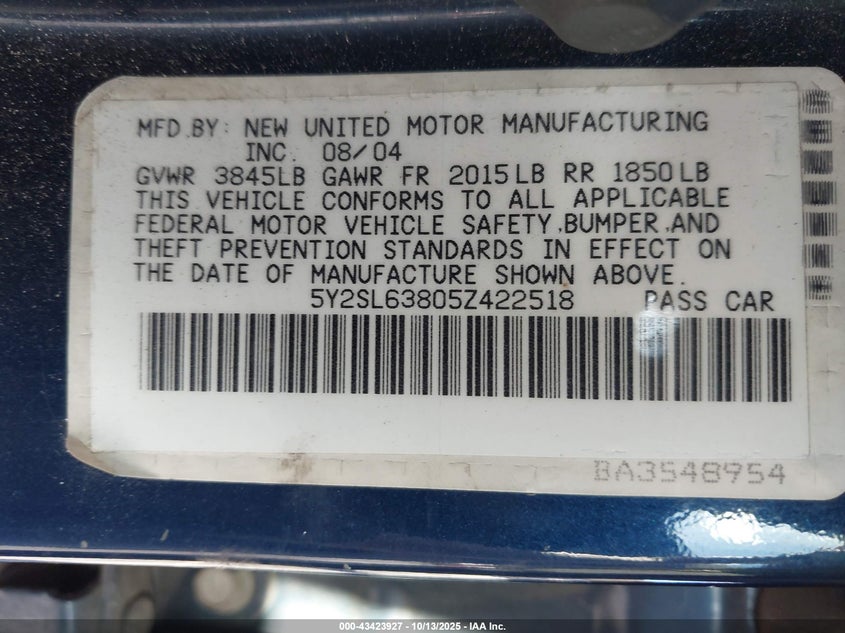 MFD.BY: NEW UNITED MOTOR MANUFACTURING
INC. 08/04
GVWR 3845LB GAWR FR 2015LB RR 1850LB
THIS VEHICLE CONFORMS TO ALL APPLICABLE
FEDERAL MOTOR VEHICLE SAFETY,BUMPER,AND
THEFT PREVENTION STANDARDS IN EFFECT ON
THE DATE OF MANUFACTURE SHOWN ABOVE.
5Y2SL63805Z422518 PASS CAR
BA3548954
000-43423927 - 10/13/2025 - IAA Inc.